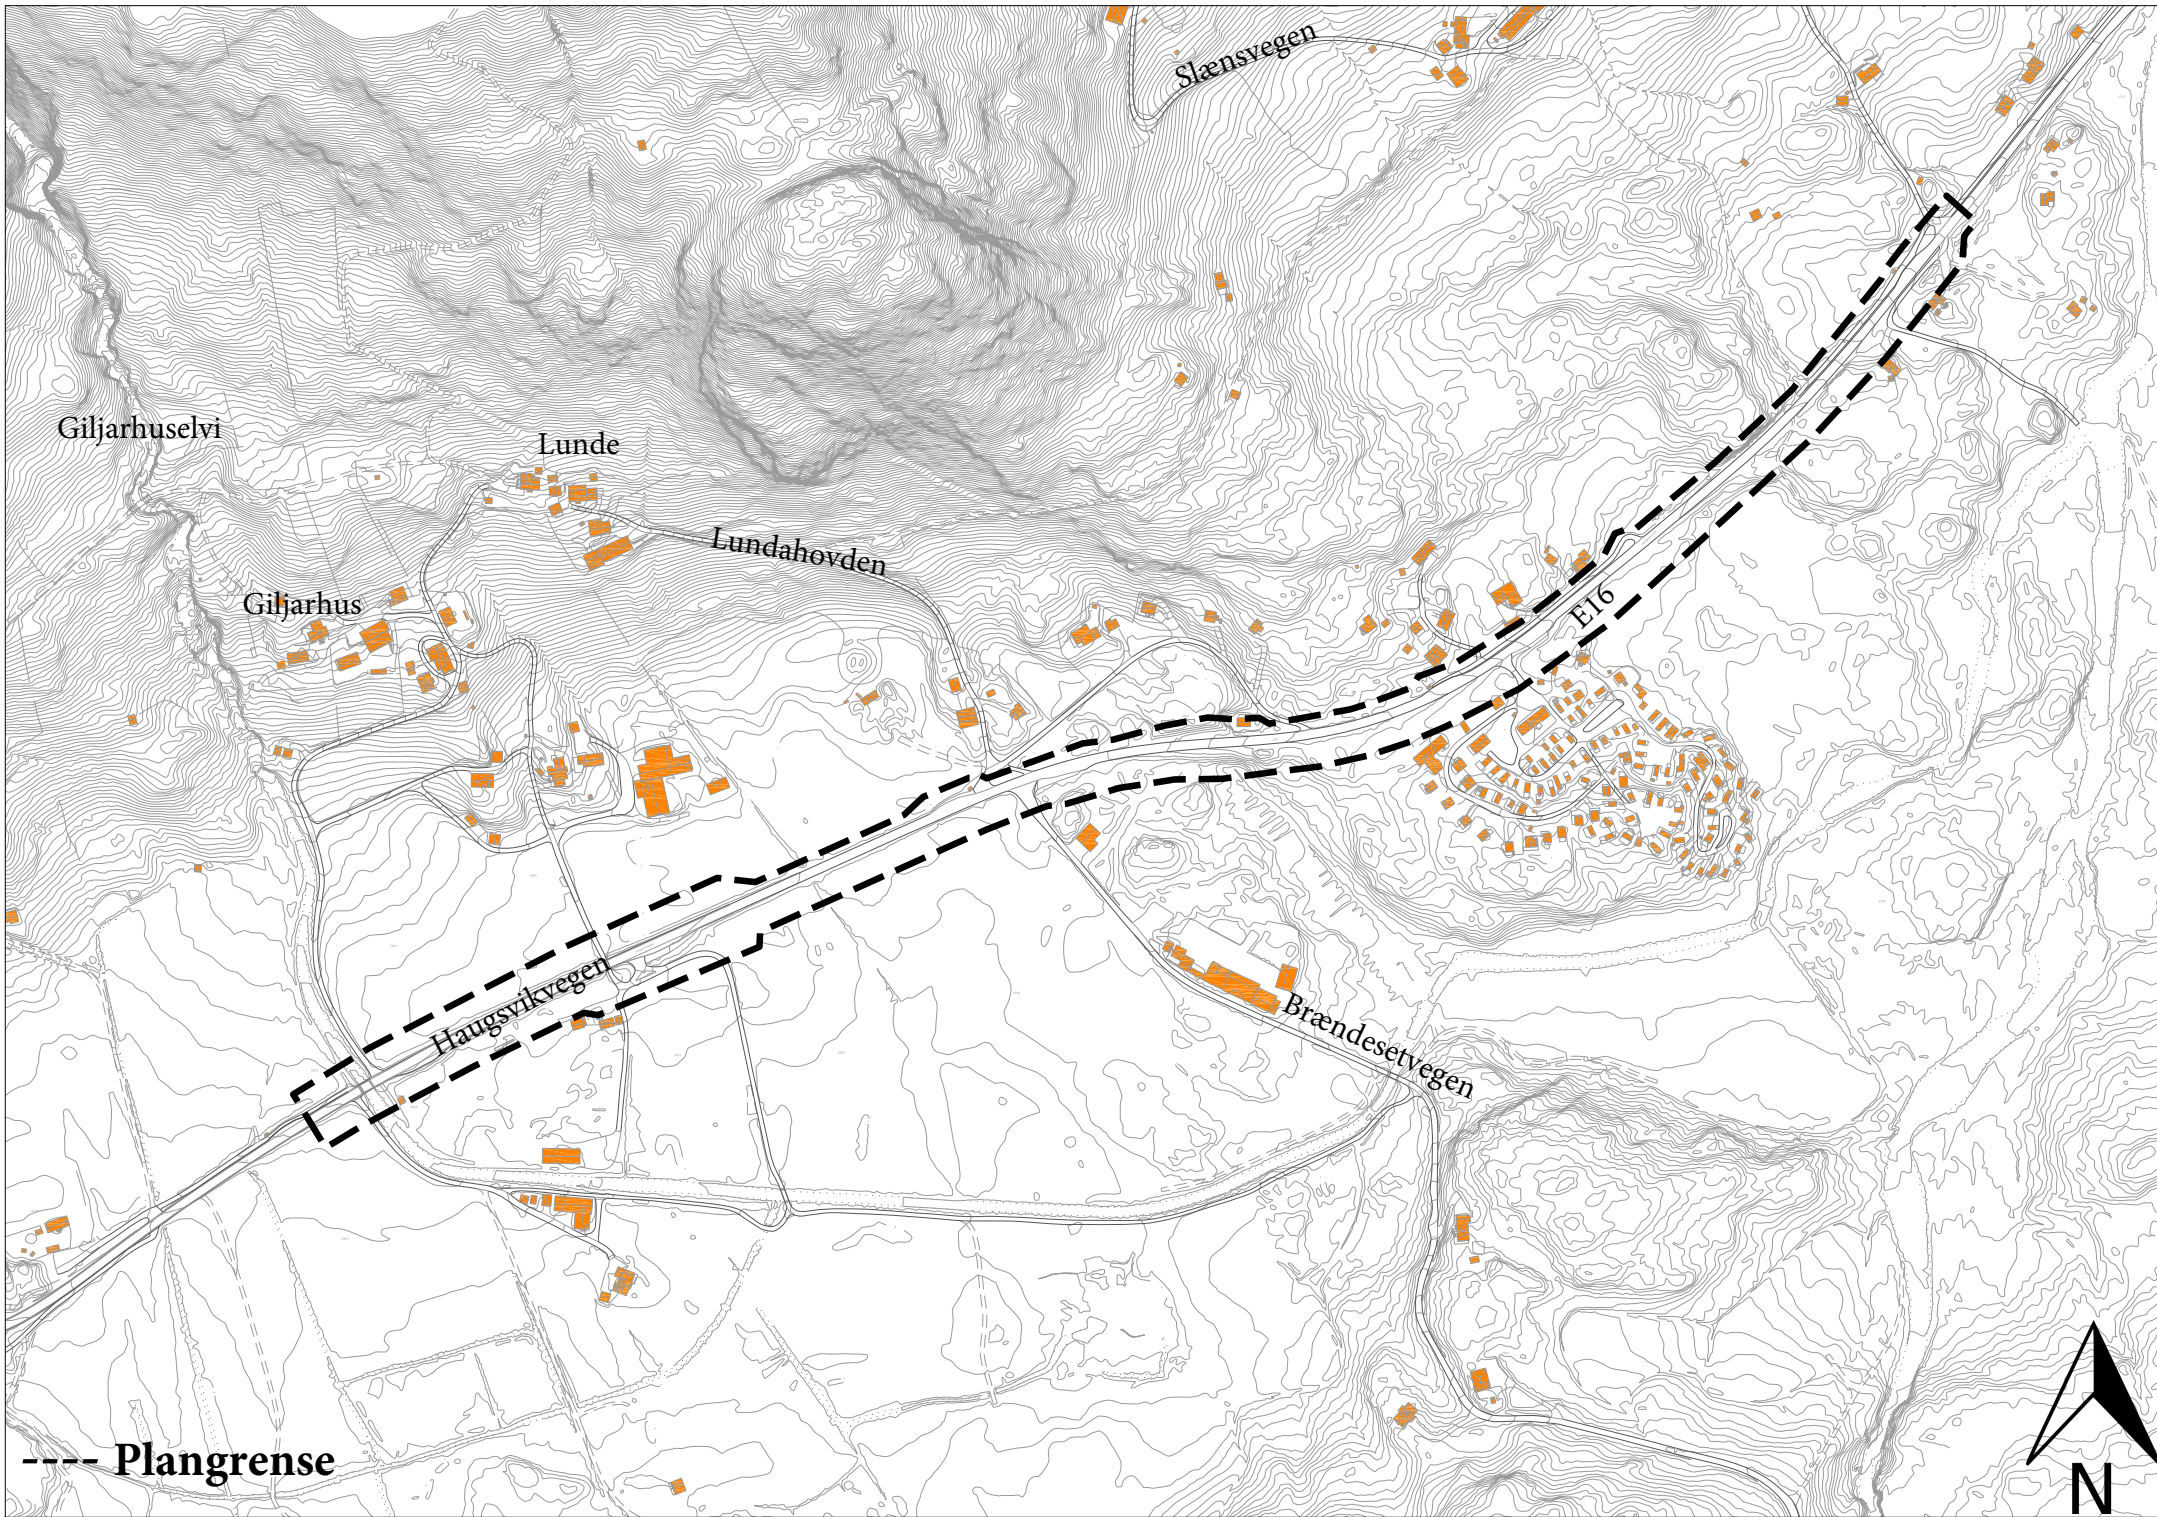 Slænsvegen
Giljarhuselvi
Lunde
Lundahovden
Giljarhus
E16
Haugsvikvegen
Brændesetvegen
---- Plangrense
N